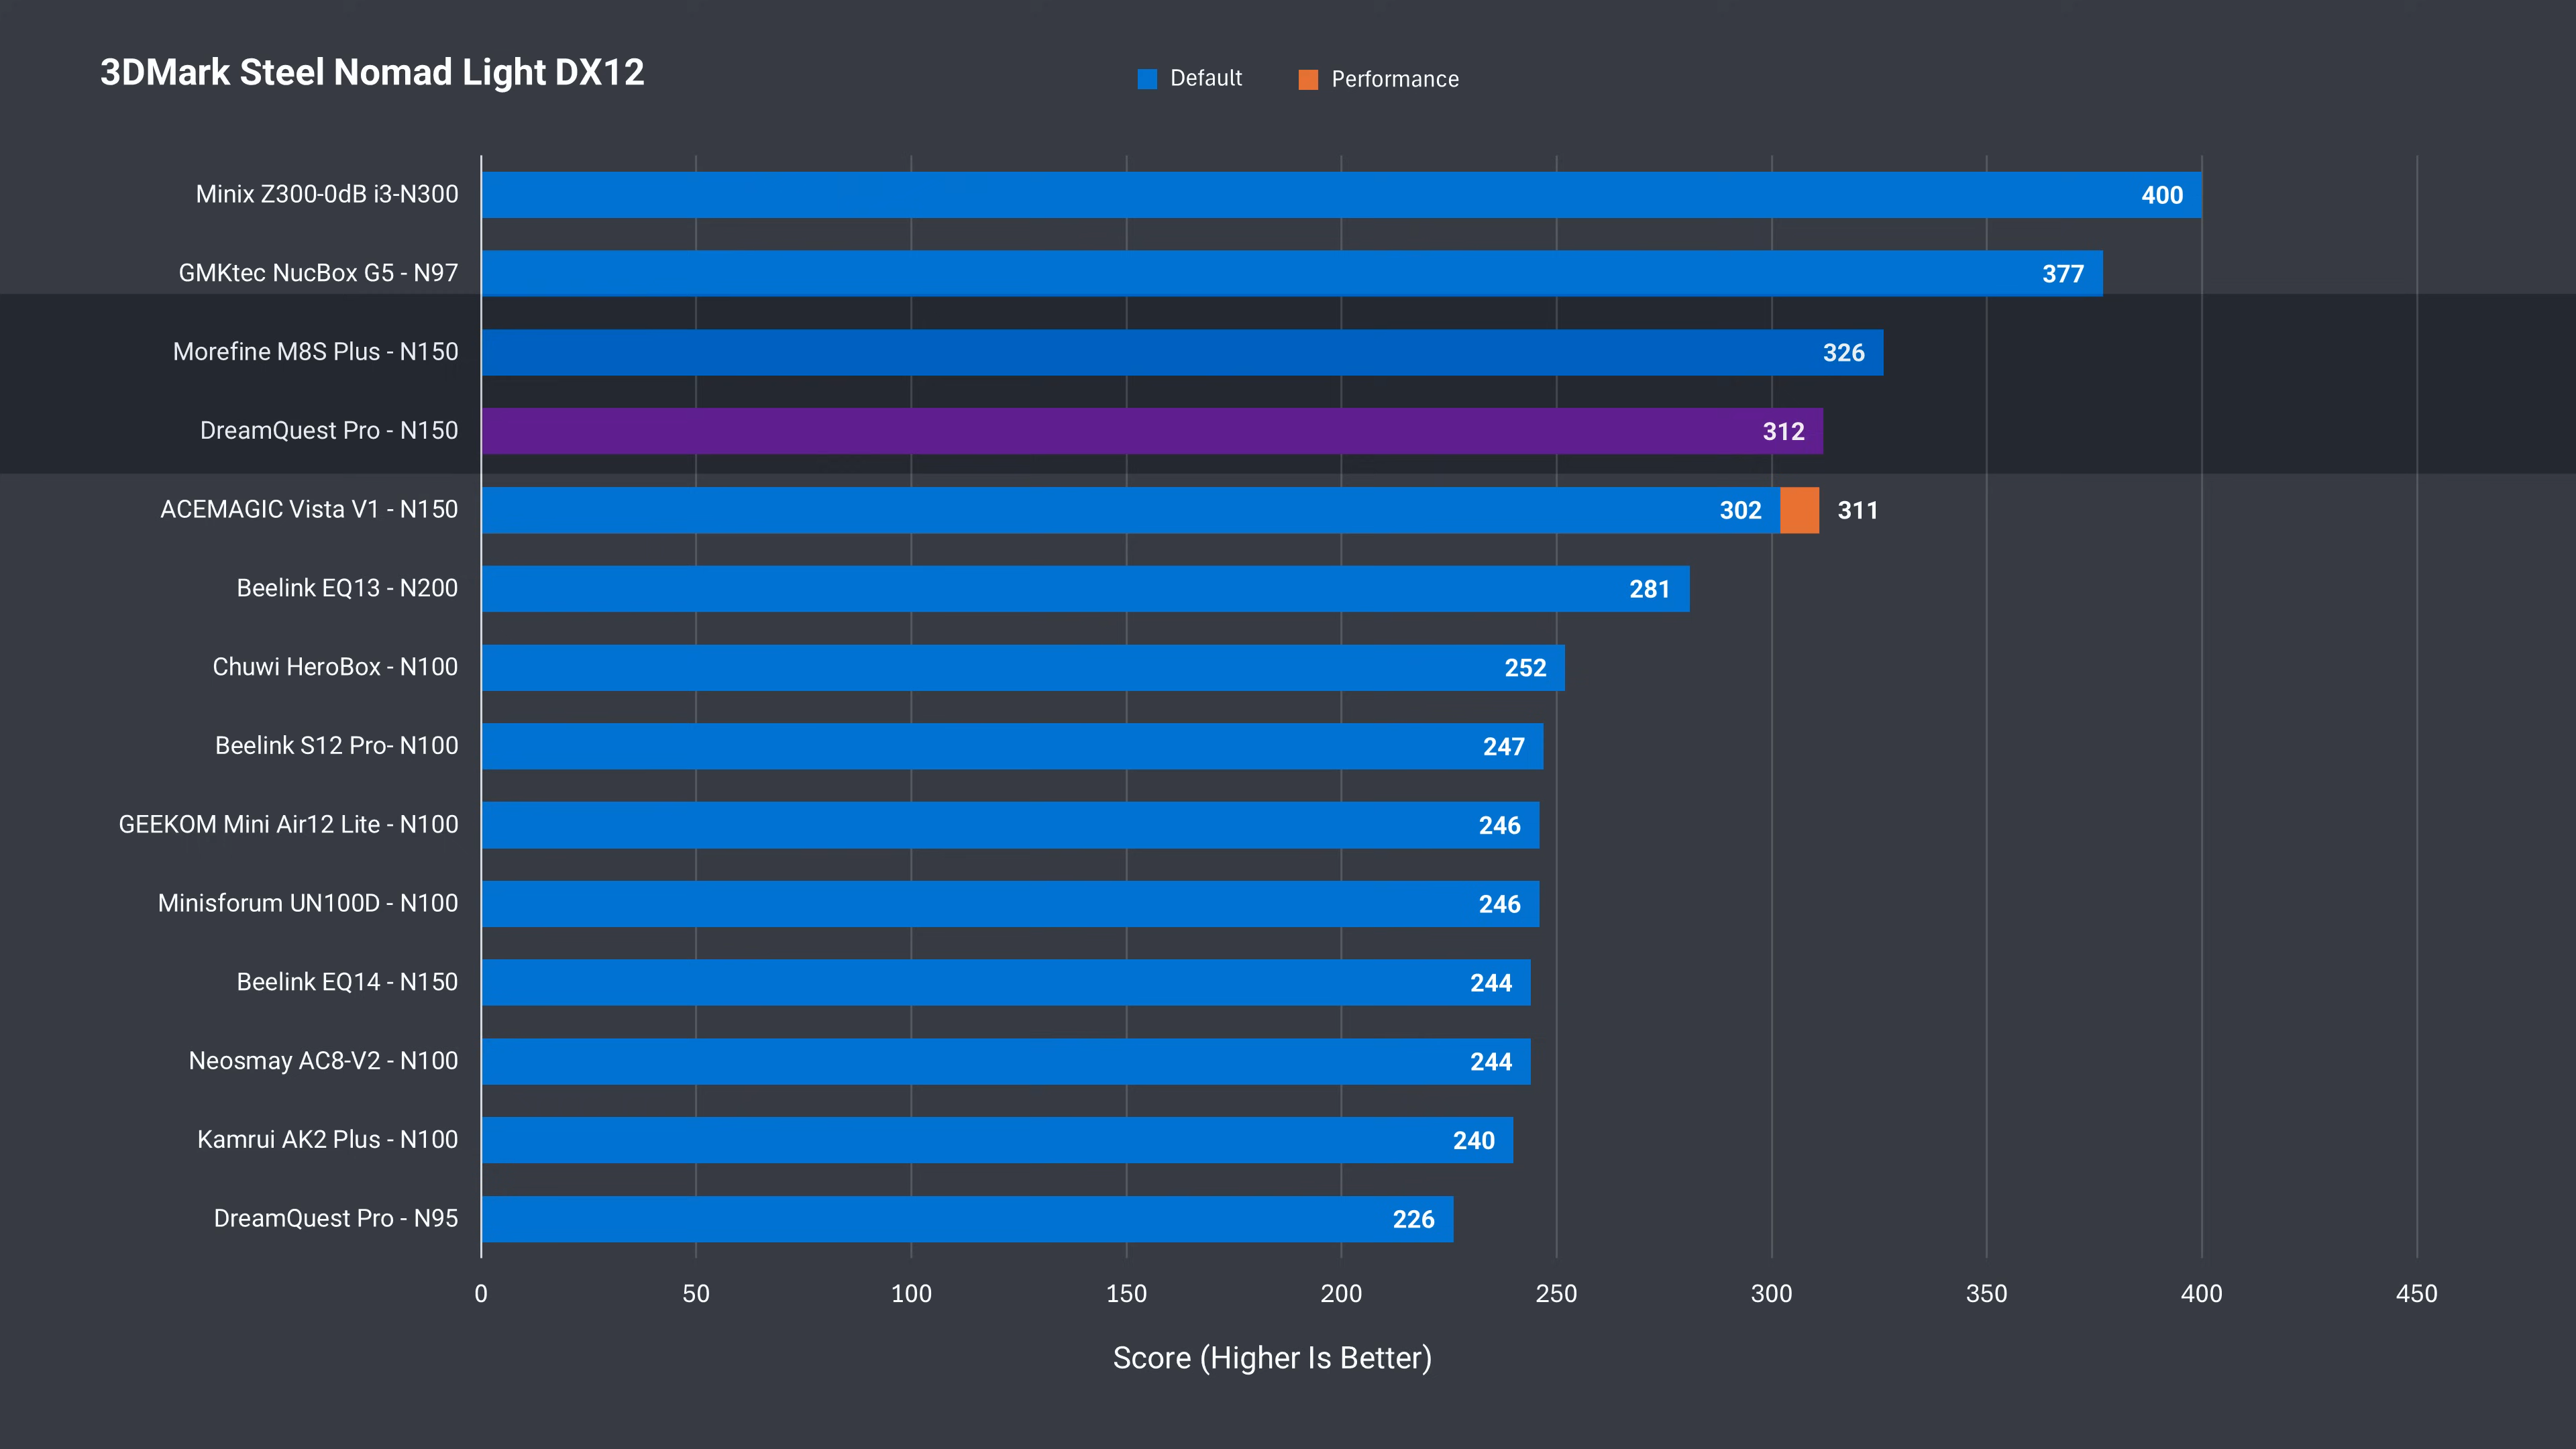 3DMark Steel Nomad Light DX12
Default
Performance
Minix Z300-0dB i3-N300
400
GMKtec NucBox G5 - N97
377
Morefine M8S Plus - N150
326
DreamQuest Pro - N150
312
ACEMAGIC Vista V1 - N150
302
311
Beelink EQ13 - N200
281
Chuwi HeroBox - N100
252
Beelink S12 Pro- N100
247
GEEKOM Mini Air12 Lite - N100
246
Minisforum UN100D - N100
246
Beelink EQ14 - N150
244
Neosmay AC8-V2 - N100
244
Kamrui AK2 Plus - N100
240
DreamQuest Pro - N95
226
0 50 100 150 200 250 300 350 400 450
Score (Higher Is Better)